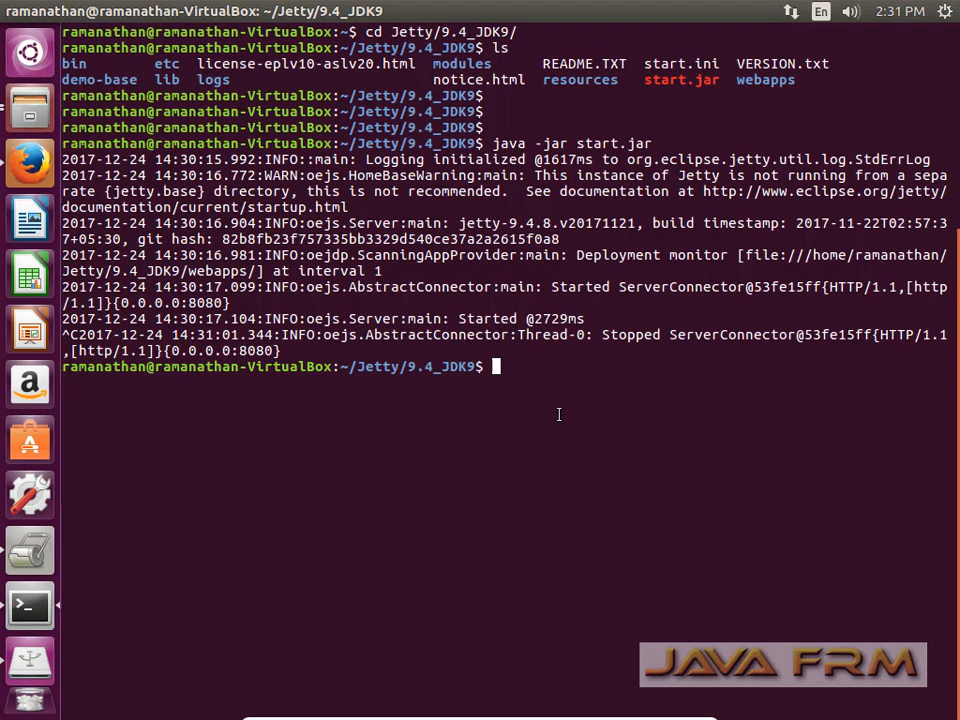 ramanathan@ramanathan-VirtualBox: ~/Jetty/9.4_JDK9
En
2:31 PM
ramanathan@ramanathan-VirtualBox:~$ cd Jetty/9.4_JDK9/
ramanathan@ramanathan-VirtualBox:~/Jetty/9.4_JDK9$ ls
bin etc license-eplv10-aslv20.html modules README.TXT start.ini VERSION.txt
demo-base lib logs notice.html resources start.jar webapps
ramanathan@ramanathan-VirtualBox:~/Jetty/9.4_JDK9$
ramanathan@ramanathan-VirtualBox:~/Jetty/9.4_JDK9$
ramanathan@ramanathan-VirtualBox:~/Jetty/9.4_JDK9$
ramanathan@ramanathan-VirtualBox:~/Jetty/9.4_JDK9$ java -jar start.jar
2017-12-24 14:30:15.992:INFO::main: Logging initialized @1617ms to org.eclipse.jetty.util.log.StdErrLog
2017-12-24 14:30:16.772:WARN:oejs.HomeBaseWarning:main: This instance of Jetty is not running from a sepa
rate {jetty.base} directory, this is not recommended.  See documentation at http://www.eclipse.org/jetty/
documentation/current/startup.html
2017-12-24 14:30:16.904:INFO:oejs.Server:main: jetty-9.4.8.v20171121, build timestamp: 2017-11-22T02:57:3
7+05:30, git hash: 82b8fb23f757335bb3329d540ce37a2a2615f0a8
2017-12-24 14:30:16.981:INFO:oejdp.ScanningAppProvider:main: Deployment monitor [file:///home/ramanathan/
Jetty/9.4_JDK9/webapps/] at interval 1
2017-12-24 14:30:17.099:INFO:oejs.AbstractConnector:main: Started ServerConnector@53fe15ff{HTTP/1.1,[http
/1.1]}{0.0.0.0:8080}
2017-12-24 14:30:17.104:INFO:oejs.Server:main: Started @2729ms
^C2017-12-24 14:31:01.344:INFO:oejs.AbstractConnector:Thread-0: Stopped ServerConnector@53fe15ff{HTTP/1.1
,[http/1.1]}{0.0.0.0:8080}
ramanathan@ramanathan-VirtualBox:~/Jetty/9.4_JDK9$
JAVA FRM